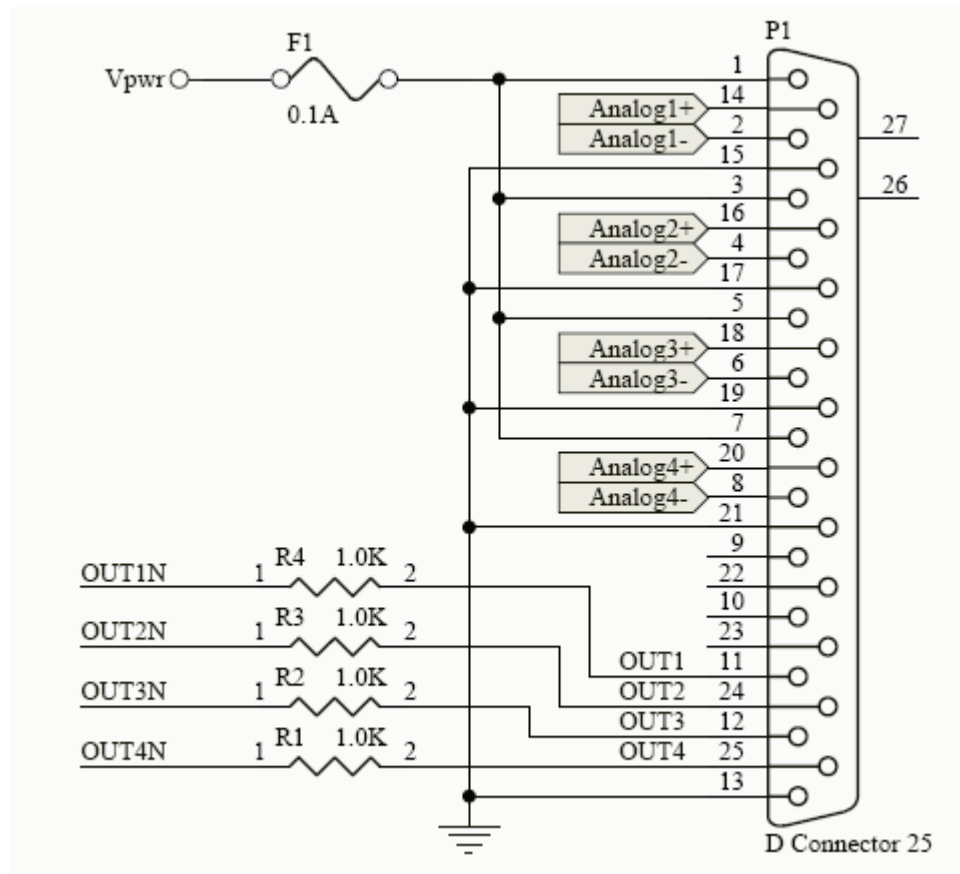 P1
F1
1
Vpwr
14
Analog1+
0.1A
27
2
Analog1-
15
3
26
16
Analog2+
4
Analog2-
17
5
18
Analog3+
6
Analog3-
19
7
20
Analog4+
8
Analog4-
21
9
R4 1.0K
OUT1N 1 2
22
10
R3 1.0K
OUT2N 1 2
23
OUT1 11
R2 1.0K
OUT3N 1 2
OUT2 24
OUT3 12
R1 1.0K
OUT4N 1 2
OUT4 25
13
D Connector 25